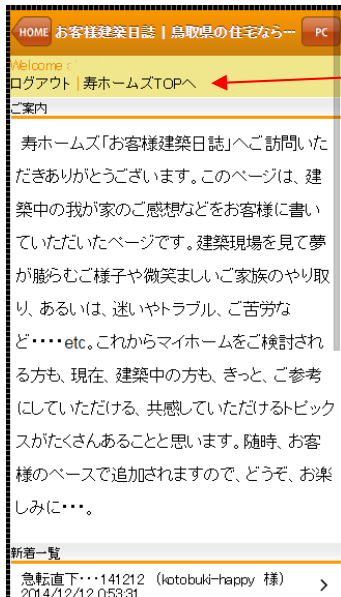 HOME お客様建築日誌 | 鳥取県の住宅なら… PC
Welcome :
ログアウト | 寿ホームズTOPへ
ご案内
寿ホームズ「お客様建築日誌」へご訪問いた
だきありがとうございます。このページは、建
築中の我が家のご感想などをお客様に書い
ていただいたページです。建築現場を見て夢
が膨らむご様子や微笑ましいご家族のやり取
り、あるいは、迷いやトラブル、ご苦労な
ど・・・・etc。これからマイホームをご検討され
る方も、現在、建築中の方も、きっと、ご参考
にしていただける、共感していただけるトピック
スがたくさんあることと思います。随時、お客
様のペースで追加されますので、どうぞ、お楽
しみに・・・。
新着一覧
急転直下・・・141212 （kotobuki-happy 様）
2014/12/12 0:53:31